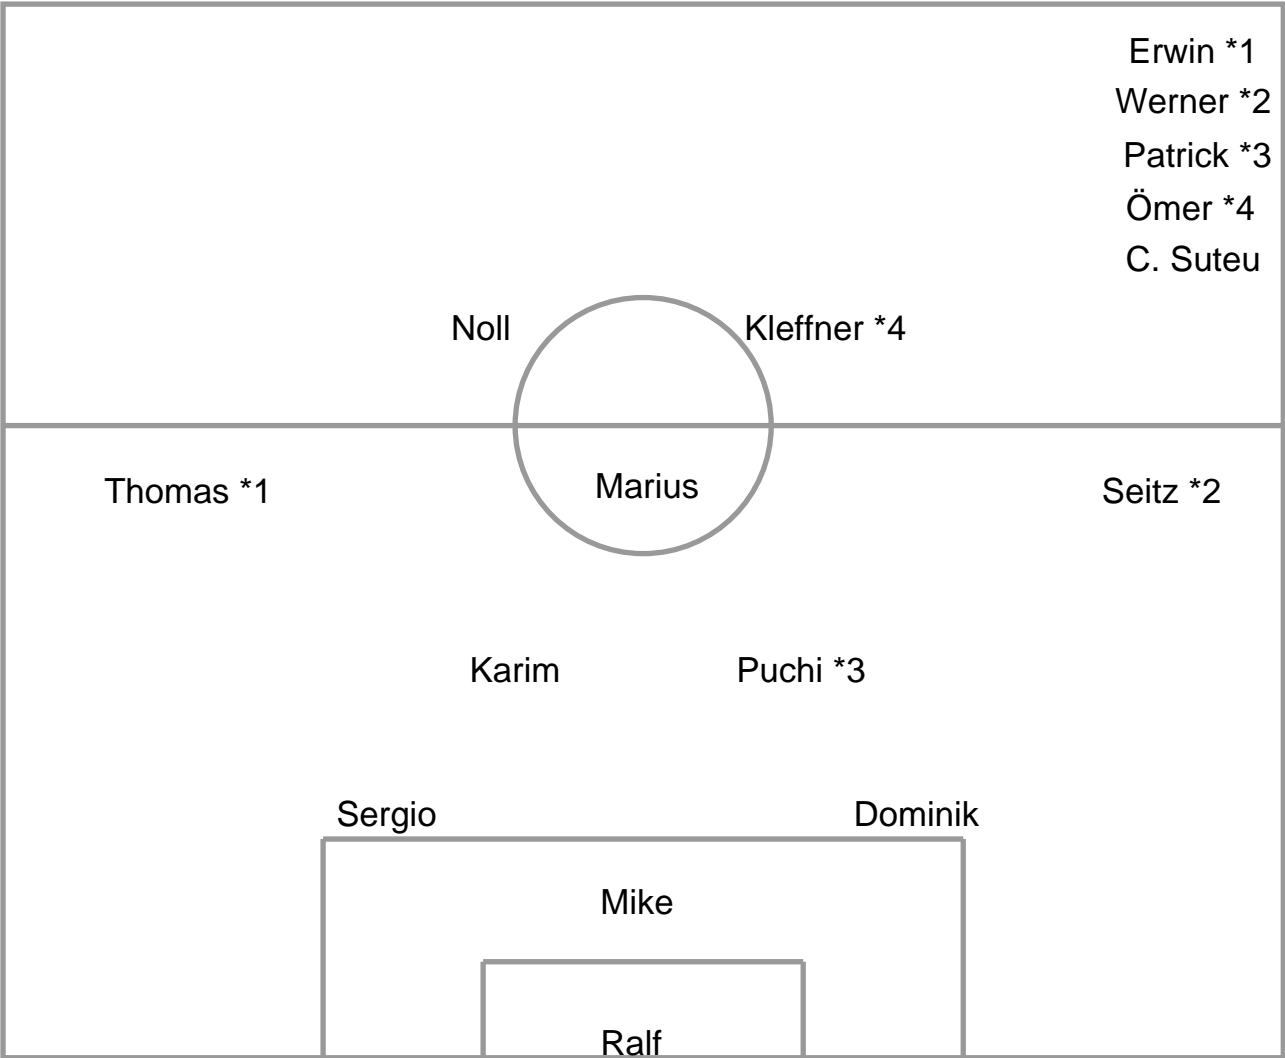 Erwin *1
Werner *2
Patrick *3
Ömer *4
C. Suteu
Noll
Kleffner *4
Thomas *1
Marius
Seitz *2
Karim
Puchi *3
Sergio
Dominik
Mike
Ralf